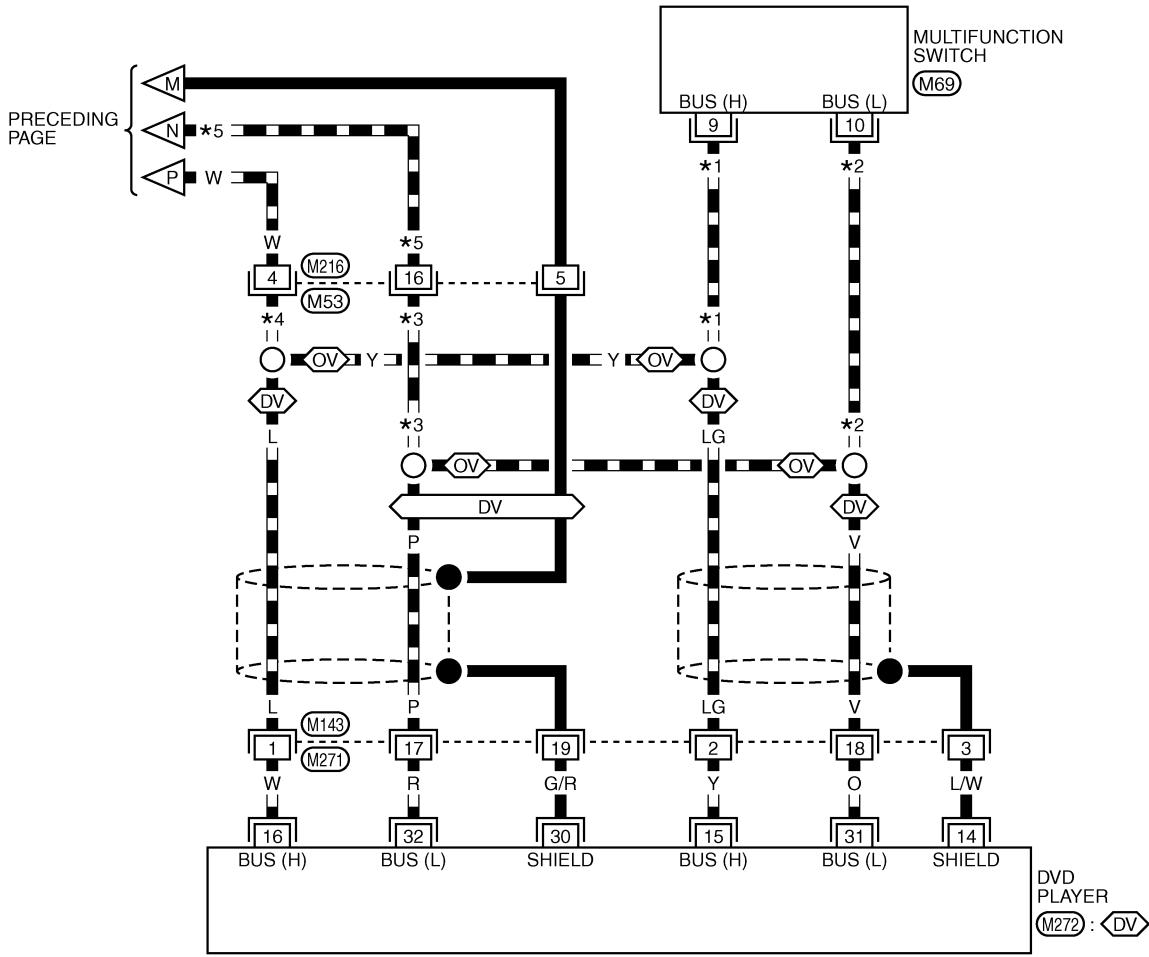 MULTIFUNCTION
SWITCH
M69
BUS (H)
BUS (L)
9
10
*1
*2
PRECEDING
PAGE
M
N
*5
P
W
W
*5
4
M216
16
5
M53
*4
*3
*1
OV
Y
Y
OV
DV
DV
L
*3
LG
*2
OV
OV
DV
DV
P
V
L
P
LG
V
M143
1
17
19
2
18
3
M271
W
R
G/R
Y
O
L/W
16
32
30
15
31
14
BUS (H)
BUS (L)
SHIELD
BUS (H)
BUS (L)
SHIELD
DVD
PLAYER
M272 : DV